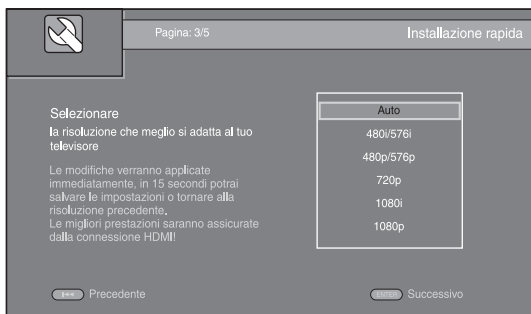 Pagina: 3/5
Installazione rapida
Selezionare
la risoluzione che meglio si adatta al tuo
televisore
Le modifiche verranno applicate
immediatamente, in 15 secondi potrai
salvare le impostazioni o tornare alla
risoluzione precedente.
Le migliori prestazioni saranno assicurate
dalla connessione HDMI!
Auto
480i/576i
480p/576p
720p
1080i
1080p
Precedente
ENTER Successivo